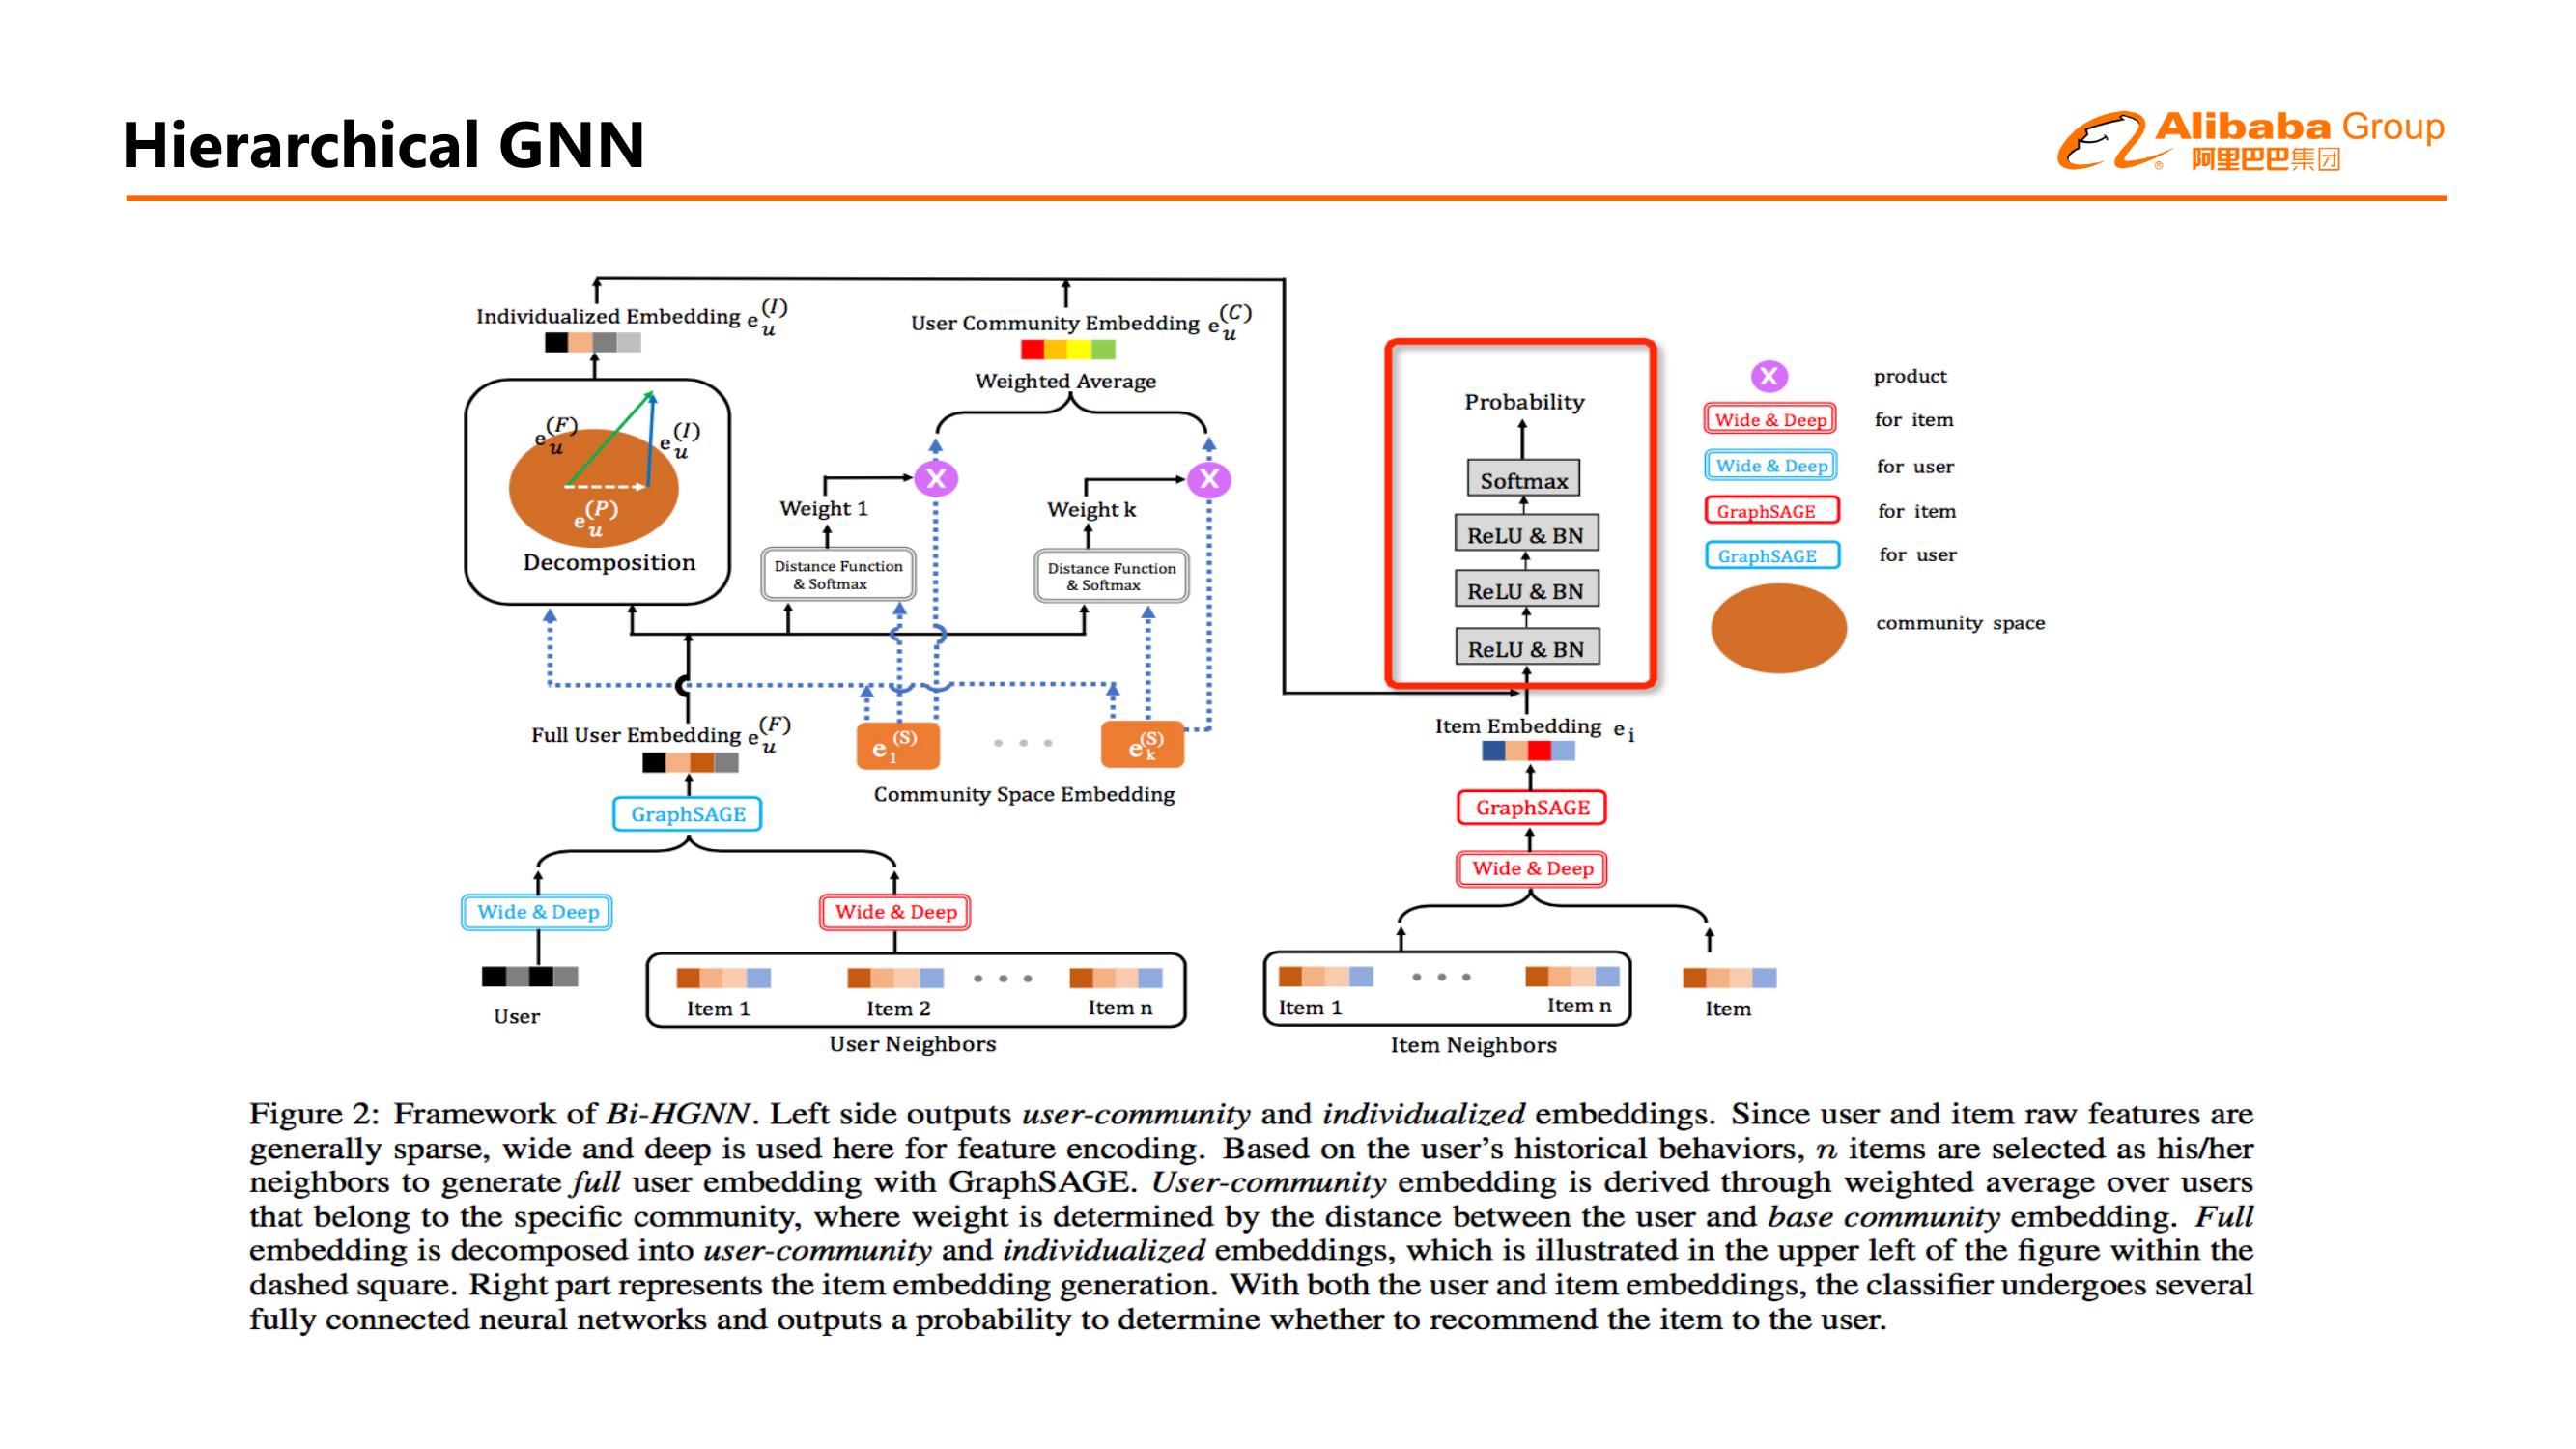 Hierarchical GNN
Alibaba Group
阿里巴巴集团
Individualized Embedding e_u^(I)
User Community Embedding e_u^(C)
Weighted Average
e_u^(F)
e_u^(I)
e_u^(P)
Decomposition
X
X
Weight 1
Weight k
Distance Function
& Softmax
Distance Function
& Softmax
Full User Embedding e_u^(F)
e_1^(S)
e_k^(S)
Community Space Embedding
GraphSAGE
Wide & Deep
Wide & Deep
User
Item 1
Item 2
Item n
User Neighbors
Probability
Softmax
ReLU & BN
ReLU & BN
ReLU & BN
Item Embedding e_i
GraphSAGE
Wide & Deep
Item 1
Item n
Item
Item Neighbors
X product
Wide & Deep for item
Wide & Deep for user
GraphSAGE for item
GraphSAGE for user
community space
Figure 2: Framework of Bi-HGNN. Left side outputs user-community and individualized embeddings. Since user and item raw features are
generally sparse, wide and deep is used here for feature encoding. Based on the user's historical behaviors, n items are selected as his/her
neighbors to generate full user embedding with GraphSAGE. User-community embedding is derived through weighted average over users
that belong to the specific community, where weight is determined by the distance between the user and base community embedding. Full
embedding is decomposed into user-community and individualized embeddings, which is illustrated in the upper left of the figure within the
dashed square. Right part represents the item embedding generation. With both the user and item embeddings, the classifier undergoes several
fully connected neural networks and outputs a probability to determine whether to recommend the item to the user.